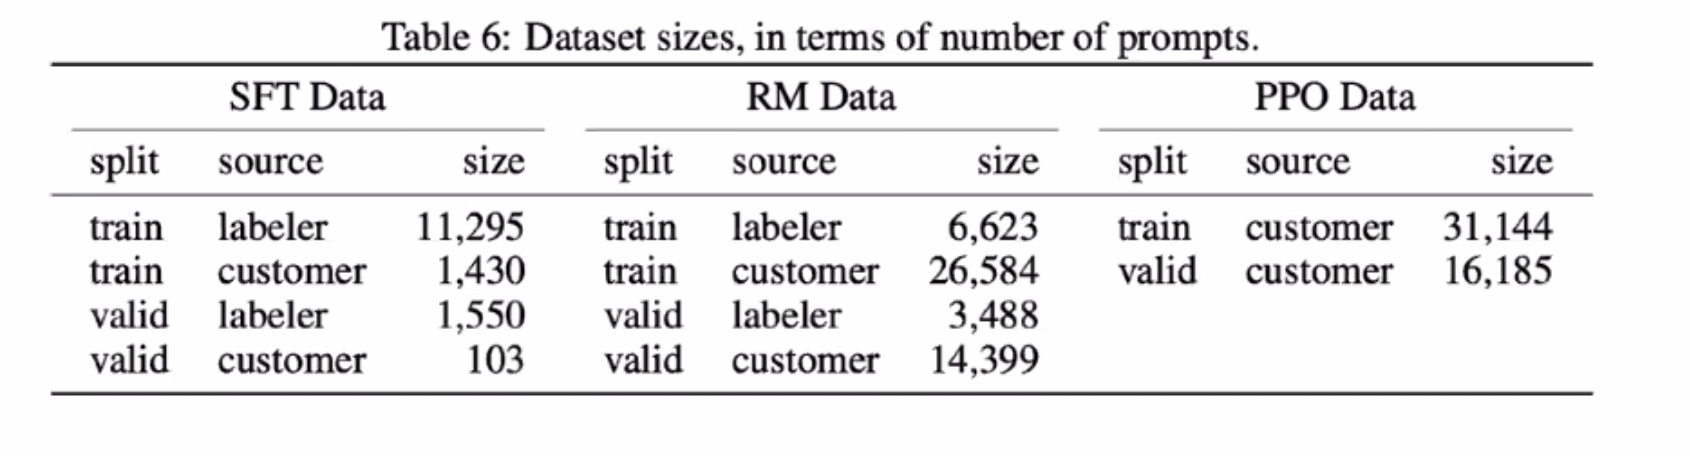 Table 6: Dataset sizes, in terms of number of prompts.
SFT Data RM Data PPO Data
split source size split source size split source size
train labeler 11,295 train labeler 6,623 train customer 31,144
train customer 1,430 train customer 26,584 valid customer 16,185
valid labeler 1,550 valid labeler 3,488
valid customer 103 valid customer 14,399